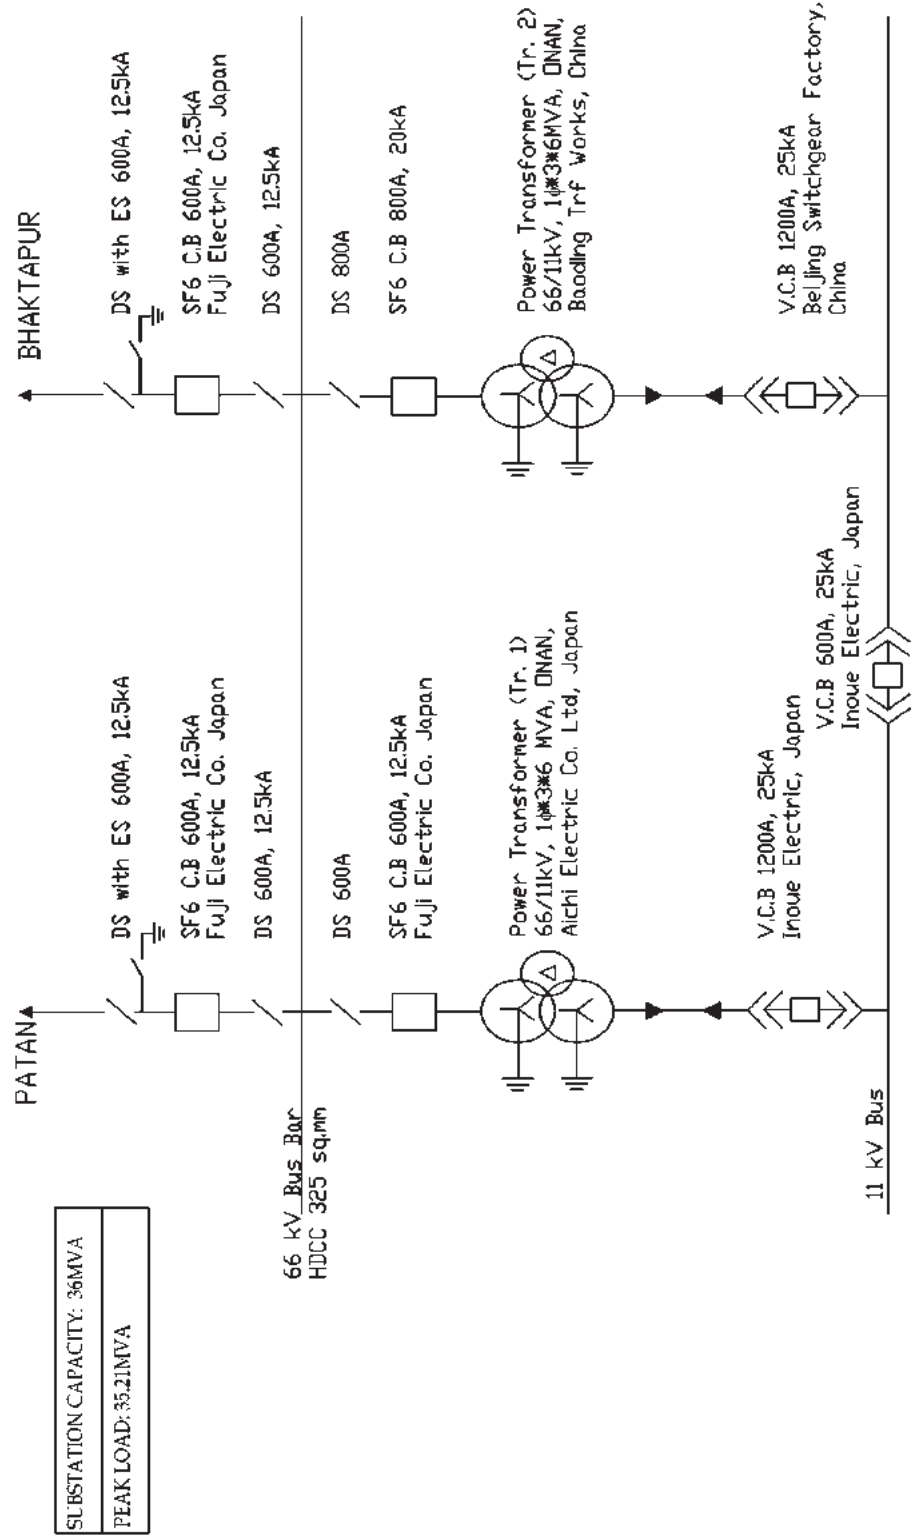 SUBSTATION CAPACITY: 36MVA
PEAK LOAD: 35.21MVA
PATAN
DS with ES 600A, 12.5kA
SF6 C.B 600A, 12.5kA
Fuji Electric Co. Japan
DS 600A, 12.5kA
66 kV Bus Bar
HDCC 325 sq.mm
DS 600A
SF6 C.B 600A, 12.5kA
Fuji Electric Co. Japan
Power Transformer (Tr. 1)
66/11kV, 1ϕ*3*6 MVA, ONAN,
Aichi Electric Co. Ltd, Japan
V.C.B 1200A, 25kA
Inoue Electric, Japan
V.C.B 600A, 25kA
Inoue Electric, Japan
11 kV Bus
BHAKTAPUR
DS with ES 600A, 12.5kA
SF6 C.B 600A, 12.5kA
Fuji Electric Co. Japan
DS 600A, 12.5kA
DS 800A
SF6 C.B 800A, 20kA
Power Transformer (Tr. 2)
66/11kV, 1ϕ*3*6MVA, ONAN,
Baoding Trf Works, China
V.C.B 1200A, 25kA
Beijing Switchgear Factory,
China